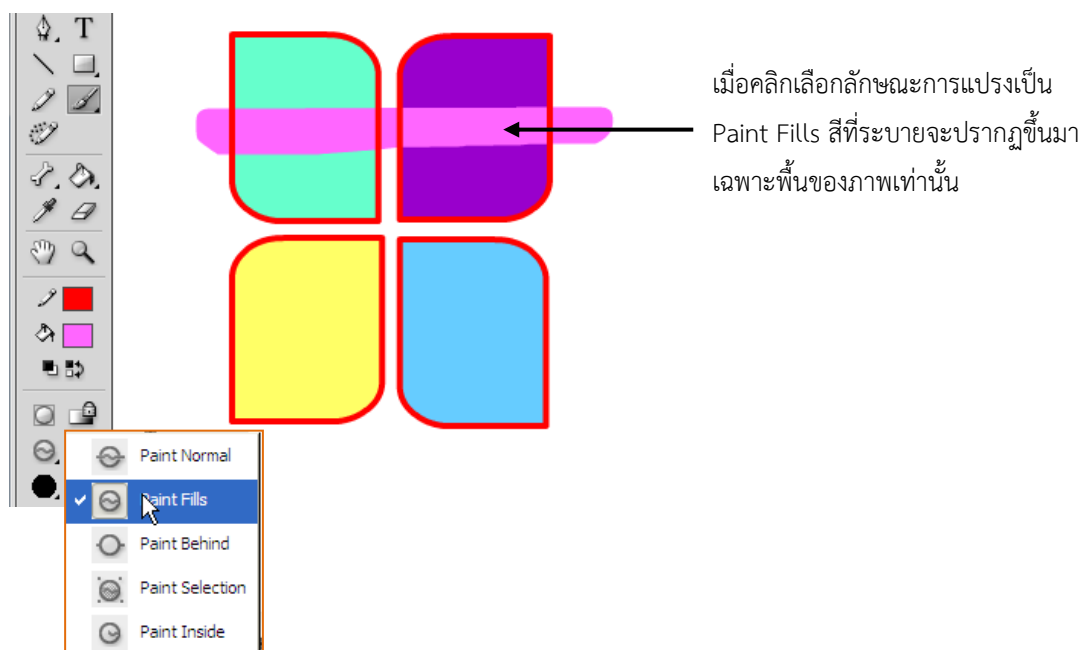 T
เมื่อคลิกเลือกลักษณะการแปรงเป็น
Paint Fills สีที่ระบายจะปรากฏขึ้นมา
เฉพาะพื้นของภาพเท่านั้น
Paint Normal
Paint Fills
Paint Behind
Paint Selection
Paint Inside